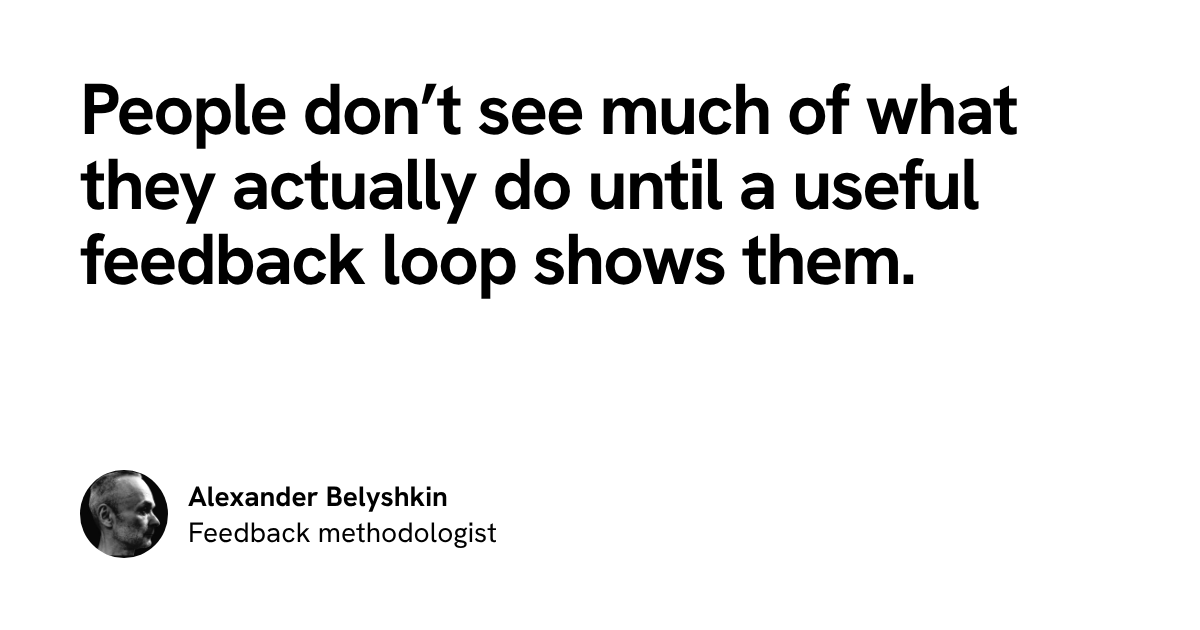 People don’t see much of what
they actually do until a useful
feedback loop shows them.
Alexander Belyshkin
Feedback methodologist